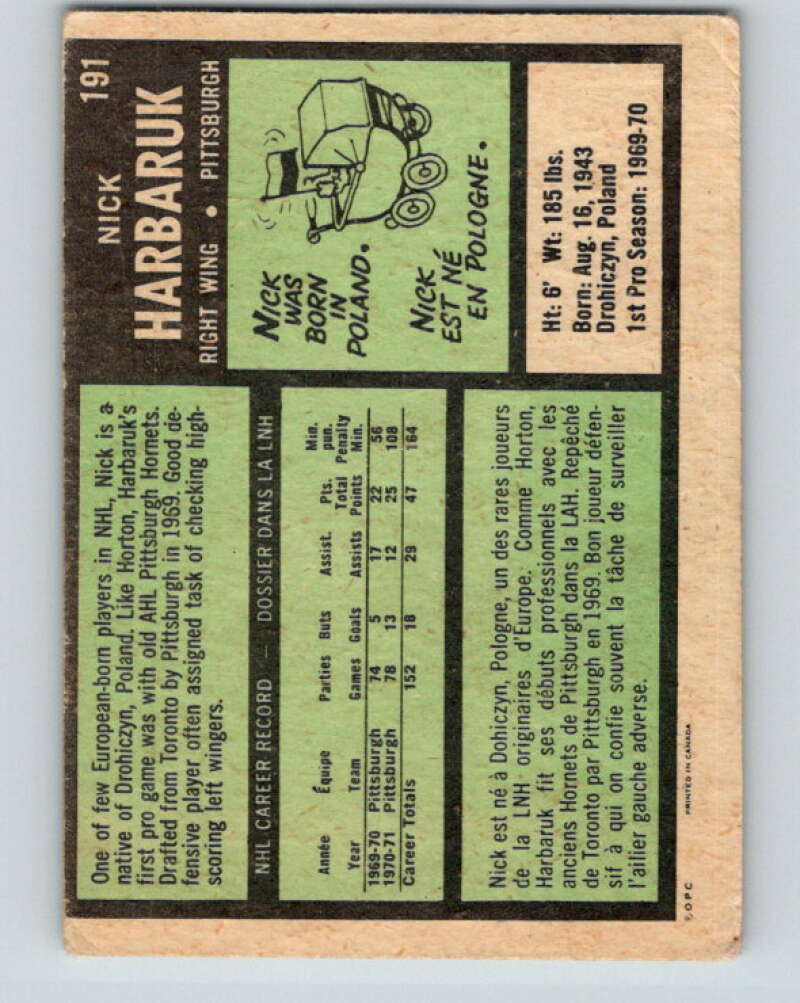 191
NICK
HARBARUK
RIGHT WING • PITTSBURGH
One of few European-born players in NHL, Nick is a
native of Drohiczyn, Poland. Like Horton, Harbaruk's
first pro game was with old AHL Pittsburgh Hornets.
Drafted from Toronto by Pittsburgh in 1969. Good de-
fensive player often assigned task of checking high-
scoring left wingers.
NICK
WAS
BORN
IN
POLAND.
NICK
EST NÉ
EN POLOGNE.
NHL CAREER RECORD — DOSSIER DANS LA LNH
Année Équipe Parties Buts Assist. Pts. Min. pun.
Year Team Games Goals Assists Total Points Penalty Min.
1969-70 Pittsburgh 74 5 17 22 56
1970-71 Pittsburgh 78 13 12 25 108
Career Totals 152 18 29 47 164
Ht: 6' Wt: 185 lbs.
Born: Aug. 16, 1943
Drohiczyn, Poland
1st Pro Season: 1969-70
Nick est né à Dohiczyn, Pologne, un des rares joueurs
de la LNH originaires d'Europe. Comme Horton,
Harbaruk fit ses débuts professionnels avec les
anciens Hornets de Pittsburgh dans la LAH. Repêché
de Toronto par Pittsburgh en 1969. Bon joueur défen-
sif à qui on confie souvent la tâche de surveiller
l'ailier gauche adverse.
© O P C PRINTED IN CANADA